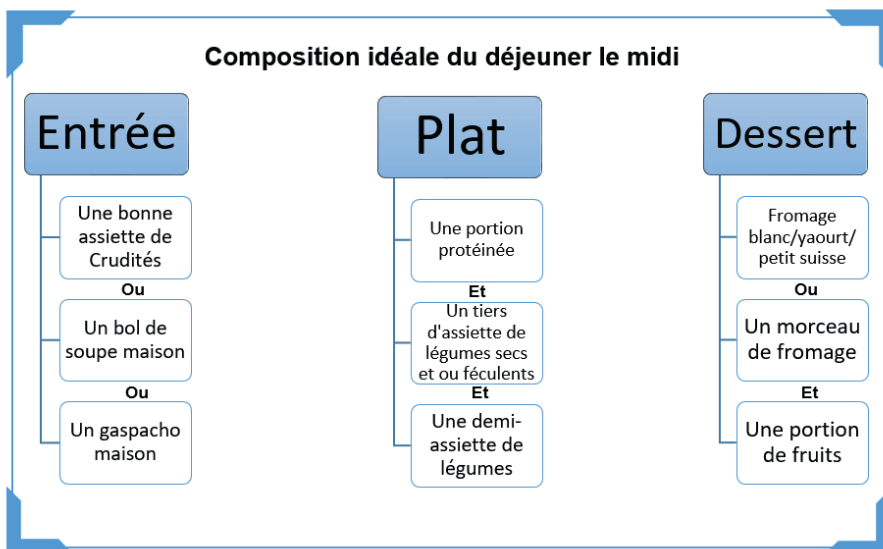 Composition idéale du déjeuner le midi
Entrée
Une bonne
assiette de
Crudités
Ou
Un bol de
soupe maison
Ou
Un gaspacho
maison
Plat
Une portion
protéinée
Et
Un tiers
d'assiette de
légumes secs
et ou féculents
Et
Une demi-
assiette de
légumes
Dessert
Fromage
blanc/yaourt/
petit suisse
Ou
Un morceau
de fromage
Et
Une portion
de fruits